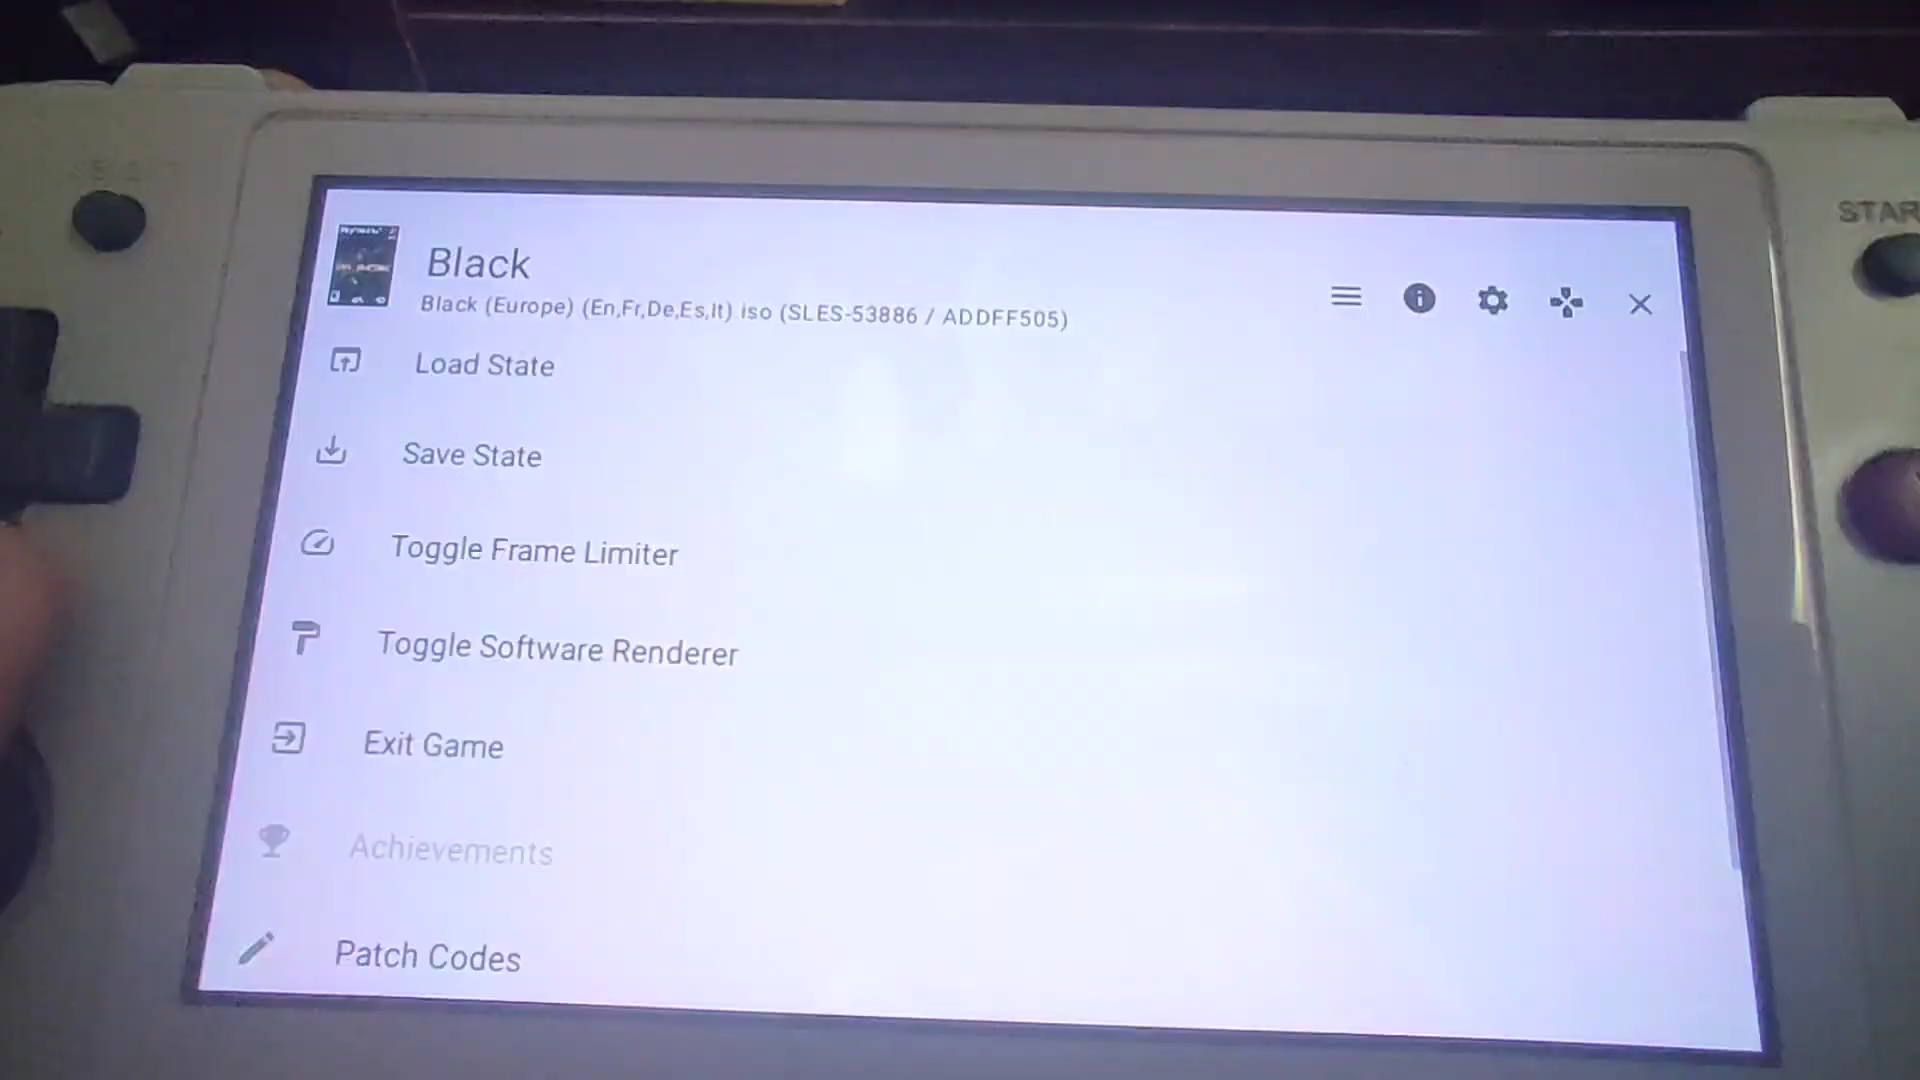 SELECT
STAR
Black
Black (Europe) (En,Fr,De,Es,It).iso (SLES-53886 / ADDFF505)
Load State
Save State
Toggle Frame Limiter
Toggle Software Renderer
Exit Game
Achievements
Patch Codes